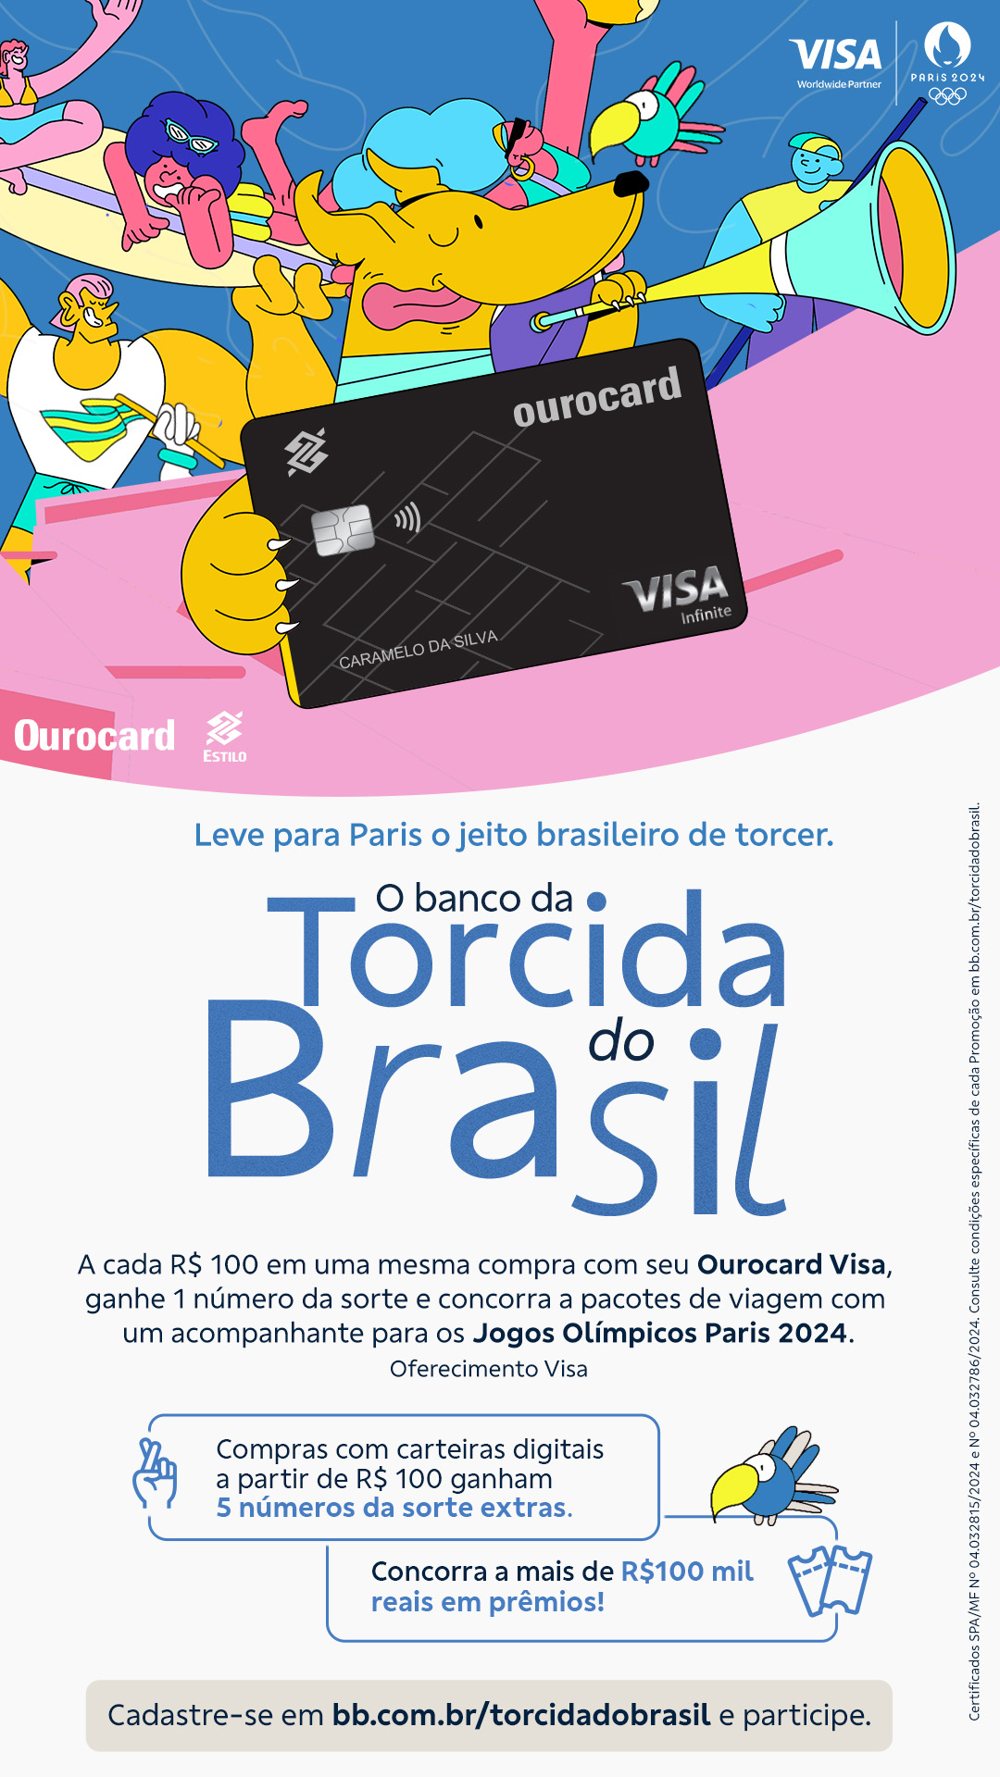 VISA
Worldwide Partner
PARIS 2024
ourocard
VISA
Infinite
CARAMELO DA SILVA
Ourocard
ESTILO
Leve para Paris o jeito brasileiro de torcer.
O banco da
Torcida
do
Brasil
A cada R$ 100 em uma mesma compra com seu Ourocard Visa,
ganhe 1 número da sorte e concorra a pacotes de viagem com
um acompanhante para os Jogos Olímpicos Paris 2024.
Oferecimento Visa
Compras com carteiras digitais
a partir de R$ 100 ganham
5 números da sorte extras.
Concorra a mais de R$100 mil
reais em prêmios!
Cadastre-se em bb.com.br/torcidadobrasil e participe.
Certificados SPA/MF Nº 04.032815/2024 e Nº 04.032786/2024. Consulte condições específicas de cada Promoção em bb.com.br/torcidadobrasil.